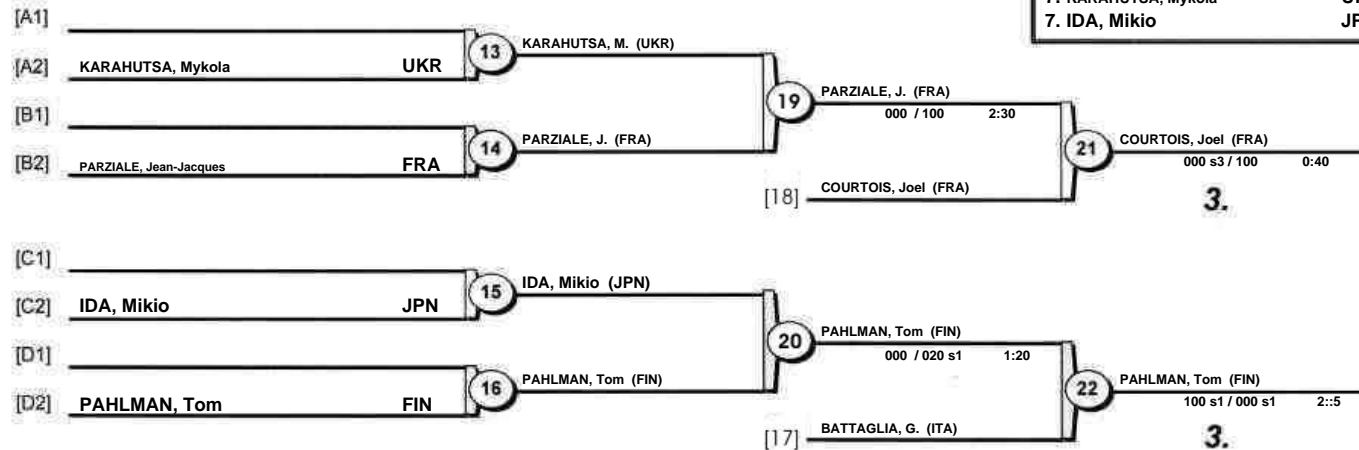 7. KARAHUTSA, Mykola
7. IDA, Mikio JP
[A1]
13 KARAHUTSA, M. (UKR)
[A2] KARAHUTSA, Mykola UKR
19 PARZIALE, J. (FRA)
000 / 100 2:30
[B1]
14 PARZIALE, J. (FRA)
[B2] PARZIALE, Jean-Jacques FRA
21 COURTOIS, Joel (FRA)
000 s3 / 100 0:40
[18] COURTOIS, Joel (FRA)
3.
[C1]
15 IDA, Mikio (JPN)
[C2] IDA, Mikio JPN
20 PAHLMAN, Tom (FIN)
000 / 020 s1 1:20
[D1]
16 PAHLMAN, Tom (FIN)
[D2] PAHLMAN, Tom FIN
22 PAHLMAN, Tom (FIN)
100 s1 / 000 s1 2::5
[17] BATTAGLIA, G. (ITA)
3.